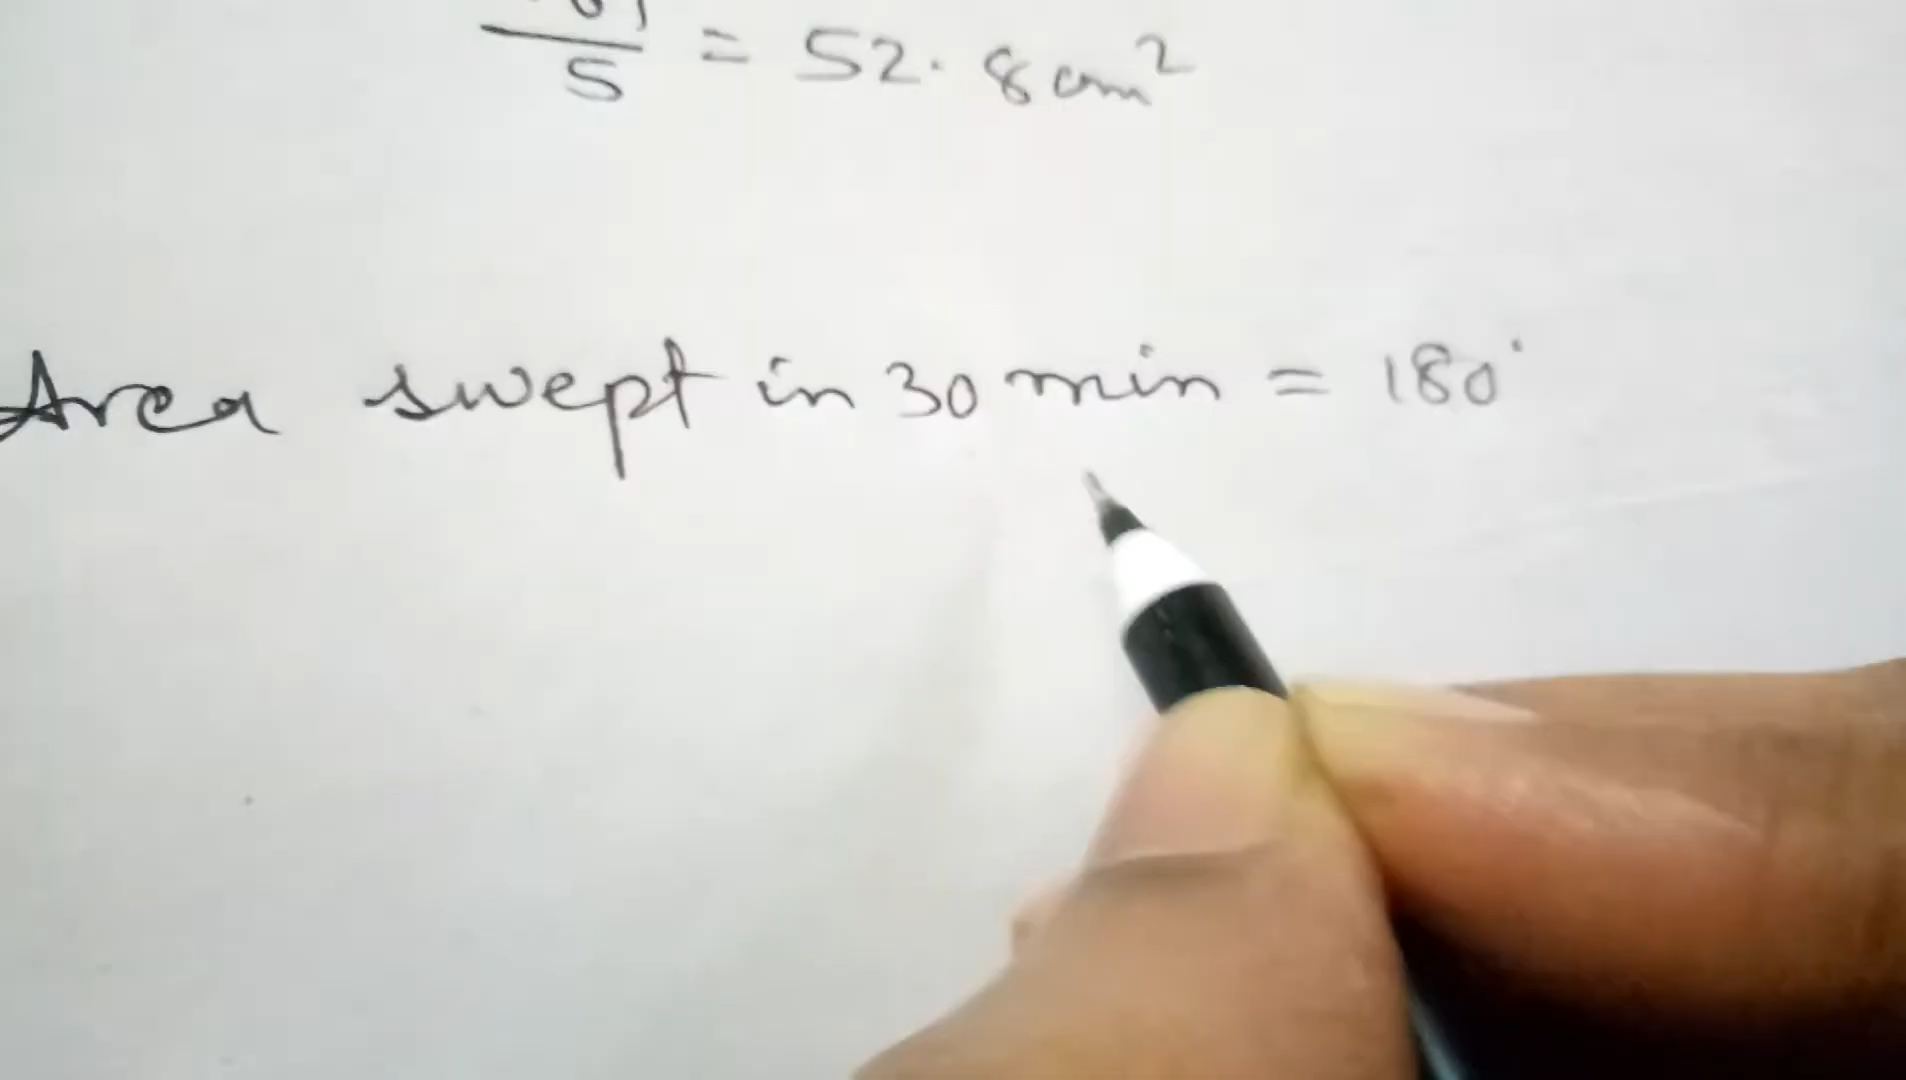 5 = 52.8 cm²
Area swept in 30 min = 180°